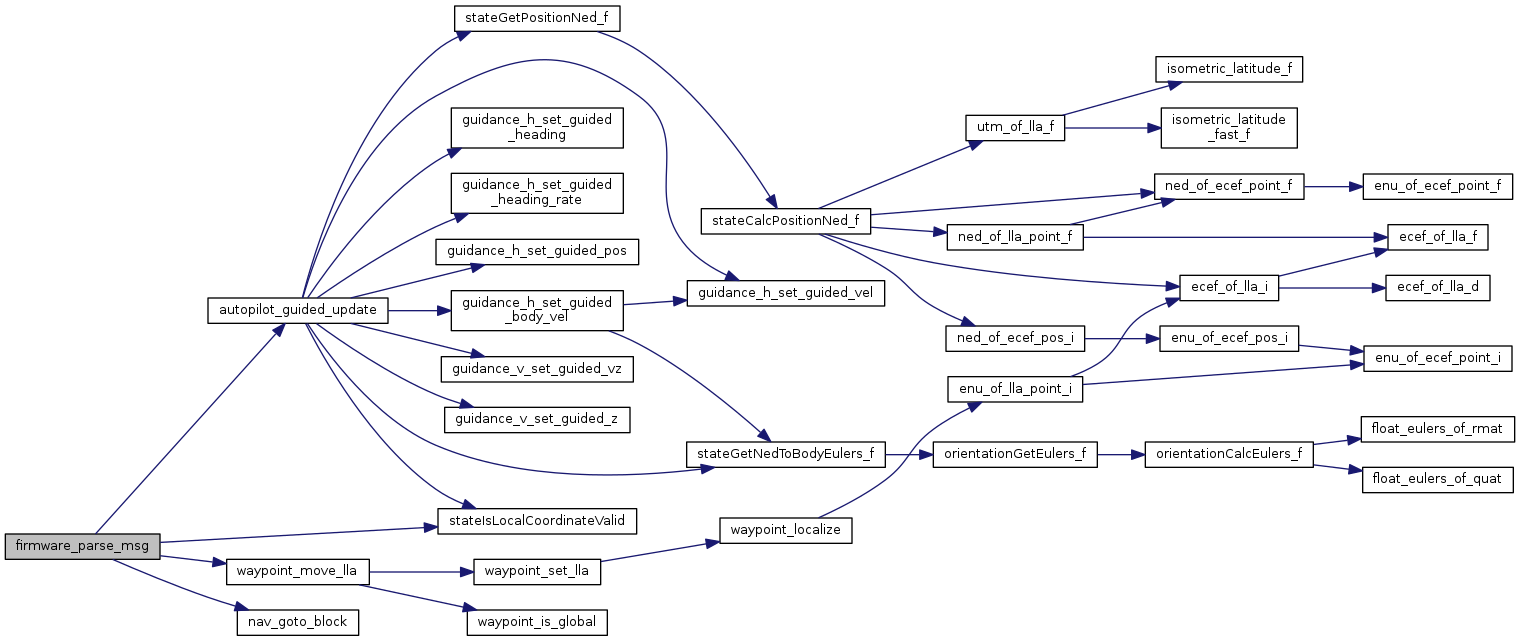 stateGetPositionNed_f
isometric_latitude_f
guidance_h_set_guided
_heading
utm_of_lla_f
isometric_latitude
_fast_f
guidance_h_set_guided
_heading_rate
ned_of_ecef_point_f
enu_of_ecef_point_f
stateCalcPositionNed_f
ned_of_lla_point_f
ecef_of_lla_f
guidance_h_set_guided_pos
guidance_h_set_guided_vel
ecef_of_lla_i
ecef_of_lla_d
autopilot_guided_update
guidance_h_set_guided
_body_vel
ned_of_ecef_pos_i
enu_of_ecef_pos_i
enu_of_ecef_point_i
guidance_v_set_guided_vz
enu_of_lla_point_i
guidance_v_set_guided_z
float_eulers_of_rmat
stateGetNedToBodyEulers_f
orientationGetEulers_f
orientationCalcEulers_f
float_eulers_of_quat
stateIsLocalCoordinateValid
waypoint_localize
firmware_parse_msg
waypoint_move_lla
waypoint_set_lla
nav_goto_block
waypoint_is_global